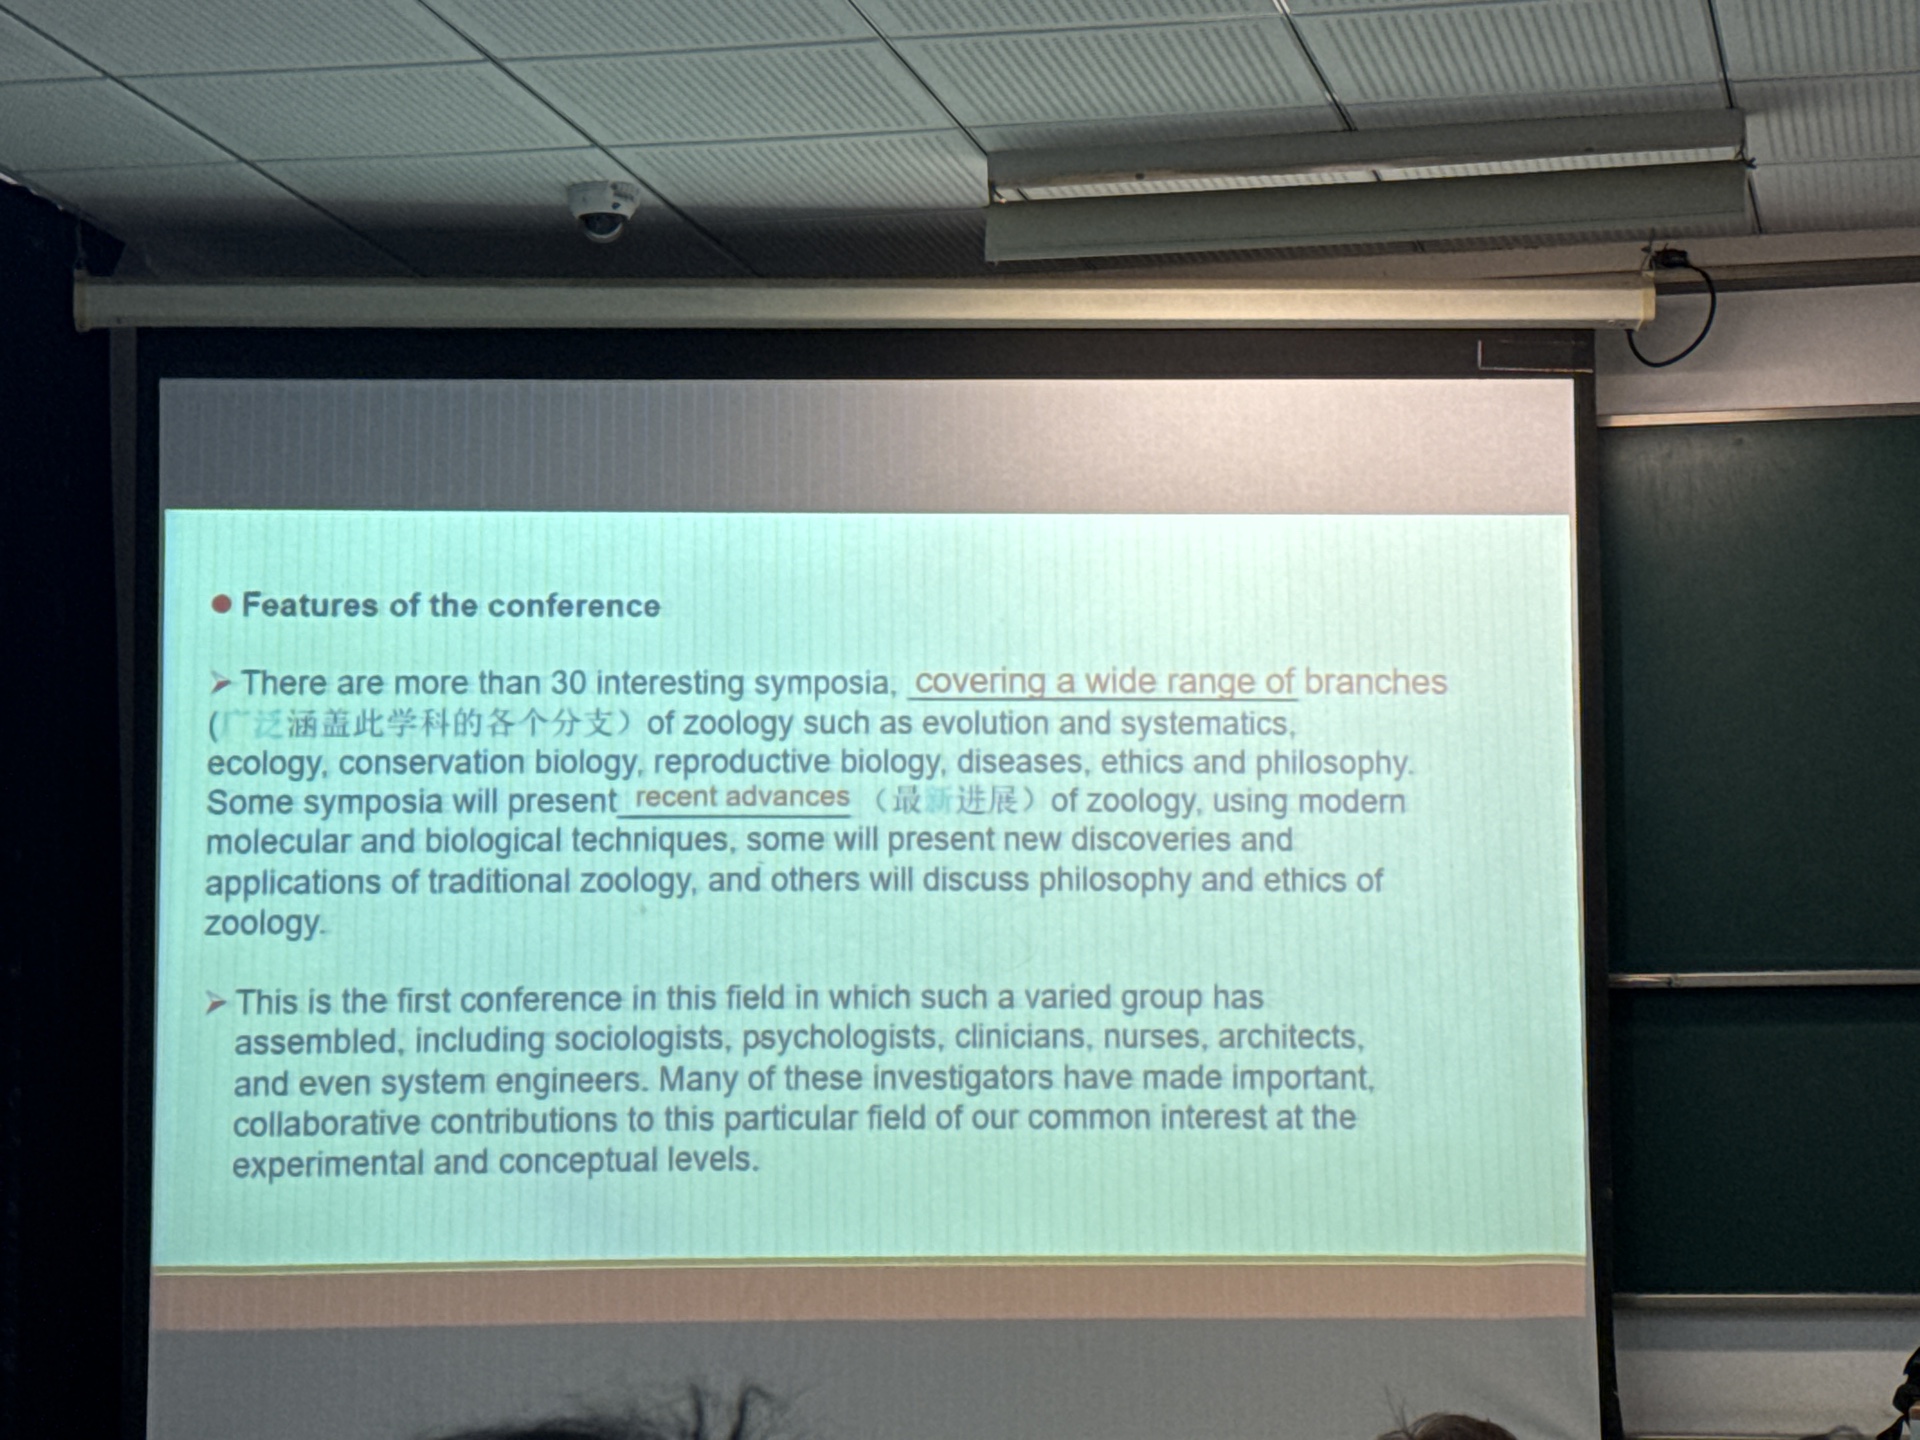 Features of the conference
There are more than 30 interesting symposia, covering a wide range of branches
(广泛涵盖此学科的各个分支）of zoology such as evolution and systematics,
ecology, conservation biology, reproductive biology, diseases, ethics and philosophy.
Some symposia will present recent advances （最新进展）of zoology, using modern
molecular and biological techniques, some will present new discoveries and
applications of traditional zoology, and others will discuss philosophy and ethics of
zoology.
This is the first conference in this field in which such a varied group has
assembled, including sociologists, psychologists, clinicians, nurses, architects,
and even system engineers. Many of these investigators have made important,
collaborative contributions to this particular field of our common interest at the
experimental and conceptual levels.